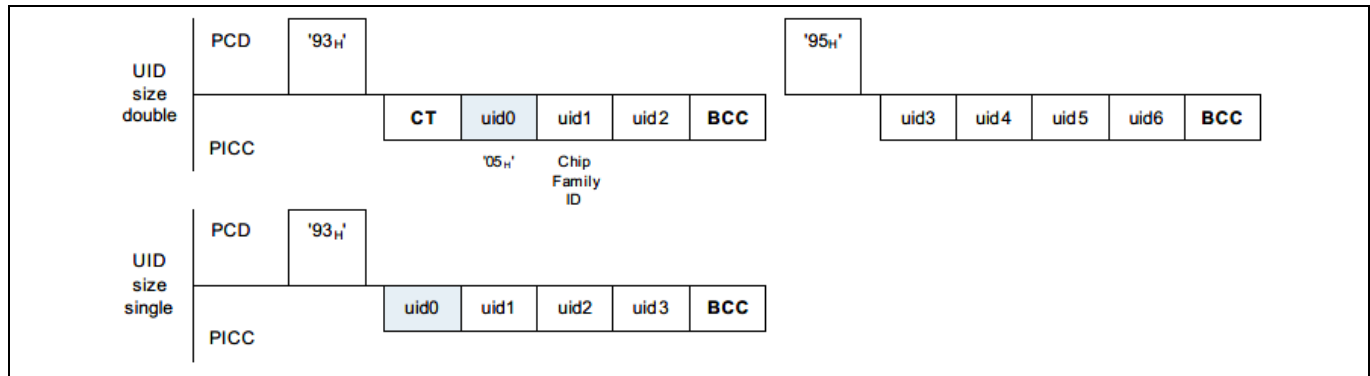 PCD '93H' '95H'
UID
size
double
CT uid0 uid1 uid2 BCC uid3 uid4 uid5 uid6 BCC
PICC
'05H' Chip
Family
ID
PCD '93H'
UID
size
single
uid0 uid1 uid2 uid3 BCC
PICC